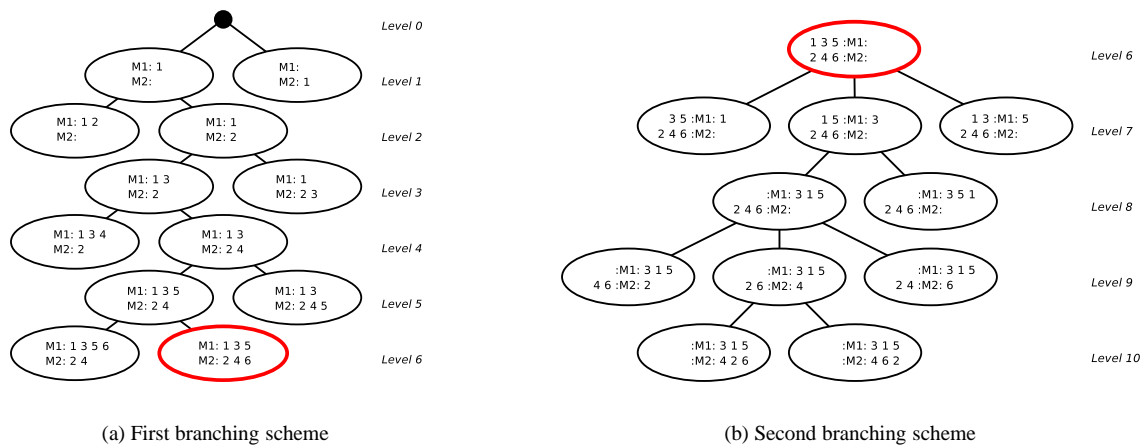 Level 0
M1: 1
M2:
M1:
M2: 1
Level 1
M1: 1 2
M2:
M1: 1
M2: 2
Level 2
M1: 1 3
M2: 2
M1: 1
M2: 2 3
Level 3
M1: 1 3 4
M2: 2
M1: 1 3
M2: 2 4
Level 4
M1: 1 3 5
M2: 2 4
M1: 1 3
M2: 2 4 5
Level 5
M1: 1 3 5 6
M2: 2 4
M1: 1 3 5
M2: 2 4 6
Level 6
(a) First branching scheme
1 3 5 :M1:
2 4 6 :M2:
Level 6
3 5 :M1: 1
2 4 6 :M2:
1 5 :M1: 3
2 4 6 :M2:
1 3 :M1: 5
2 4 6 :M2:
Level 7
:M1: 3 1 5
2 4 6 :M2:
:M1: 3 5 1
2 4 6 :M2:
Level 8
:M1: 3 1 5
4 6 :M2: 2
:M1: 3 1 5
2 6 :M2: 4
:M1: 3 1 5
2 4 :M2: 6
Level 9
:M1: 3 1 5
:M2: 4 2 6
:M1: 3 1 5
:M2: 4 6 2
Level 10
(b) Second branching scheme